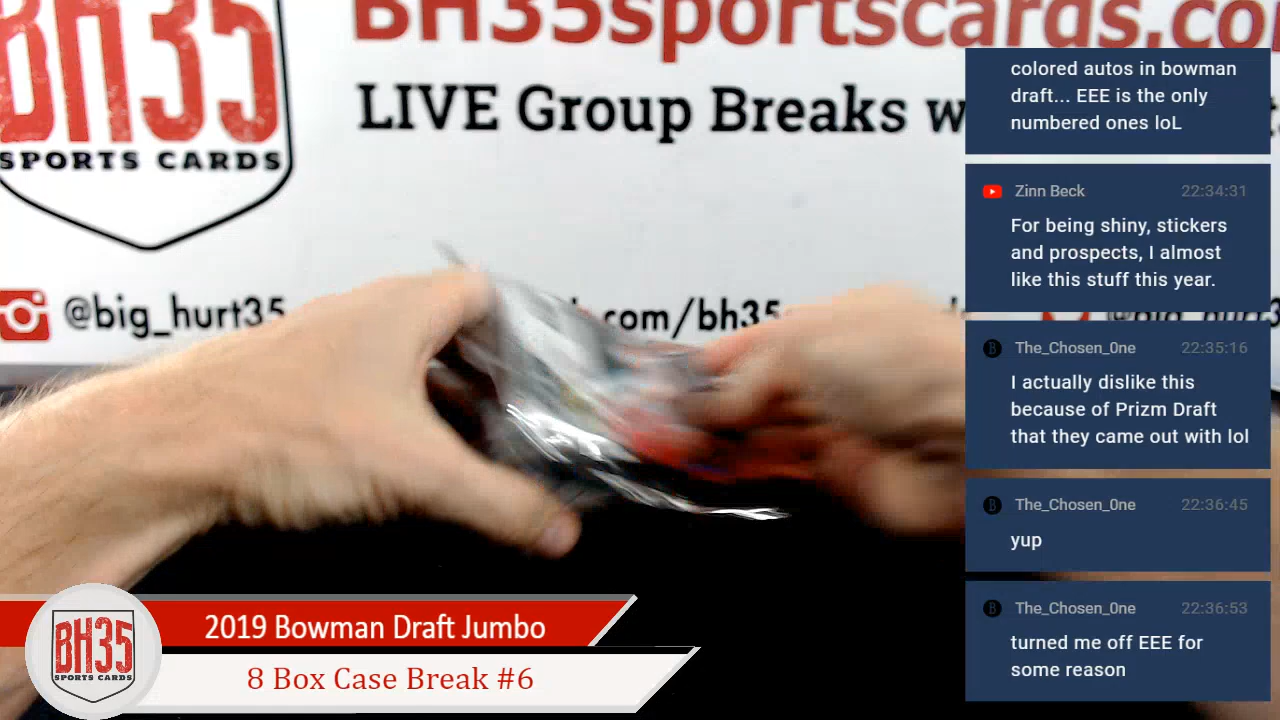 BH35
SPORTS CARDS
BH35sportscards.co
LIVE Group Breaks w
@big_hurt35
.com/bh35
@big_hurt3
colored autos in bowman
draft... EEE is the only
numbered ones loL
Zinn Beck 22:34:31
For being shiny, stickers
and prospects, I almost
like this stuff this year.
The_Chosen_0ne 22:35:16
I actually dislike this
because of Prizm Draft
that they came out with lol
The_Chosen_0ne 22:36:45
yup
The_Chosen_0ne 22:36:53
turned me off EEE for
some reason
BH35
SPORTS CARDS
2019 Bowman Draft Jumbo
8 Box Case Break #6